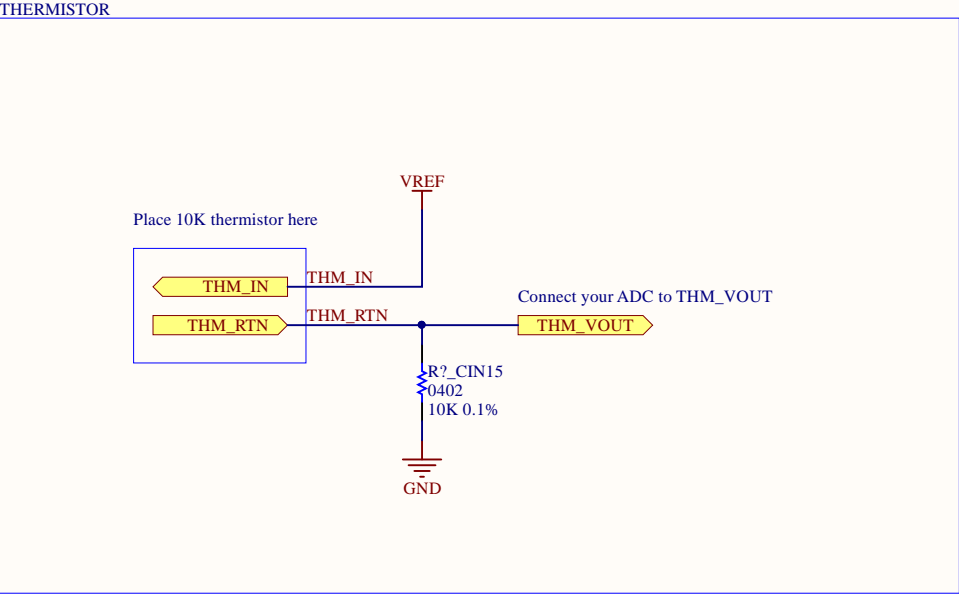 THERMISTOR
VREF
Place 10K thermistor here
THM_IN
THM_IN
Connect your ADC to THM_VOUT
THM_RTN
THM_RTN
THM_VOUT
R?_CIN15
0402
10K 0.1%
GND